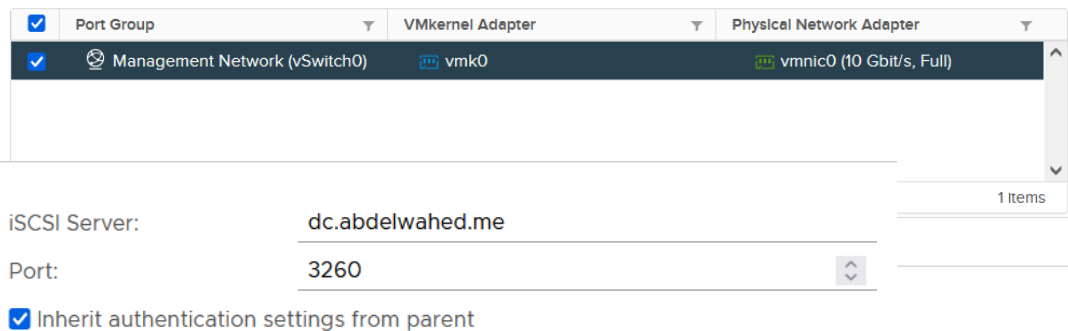 Port Group VMkernel Adapter Physical Network Adapter
Management Network (vSwitch0) vmk0 vmnic0 (10 Gbit/s, Full)
1 items
iSCSI Server: dc.abdelwahed.me
Port: 3260
Inherit authentication settings from parent